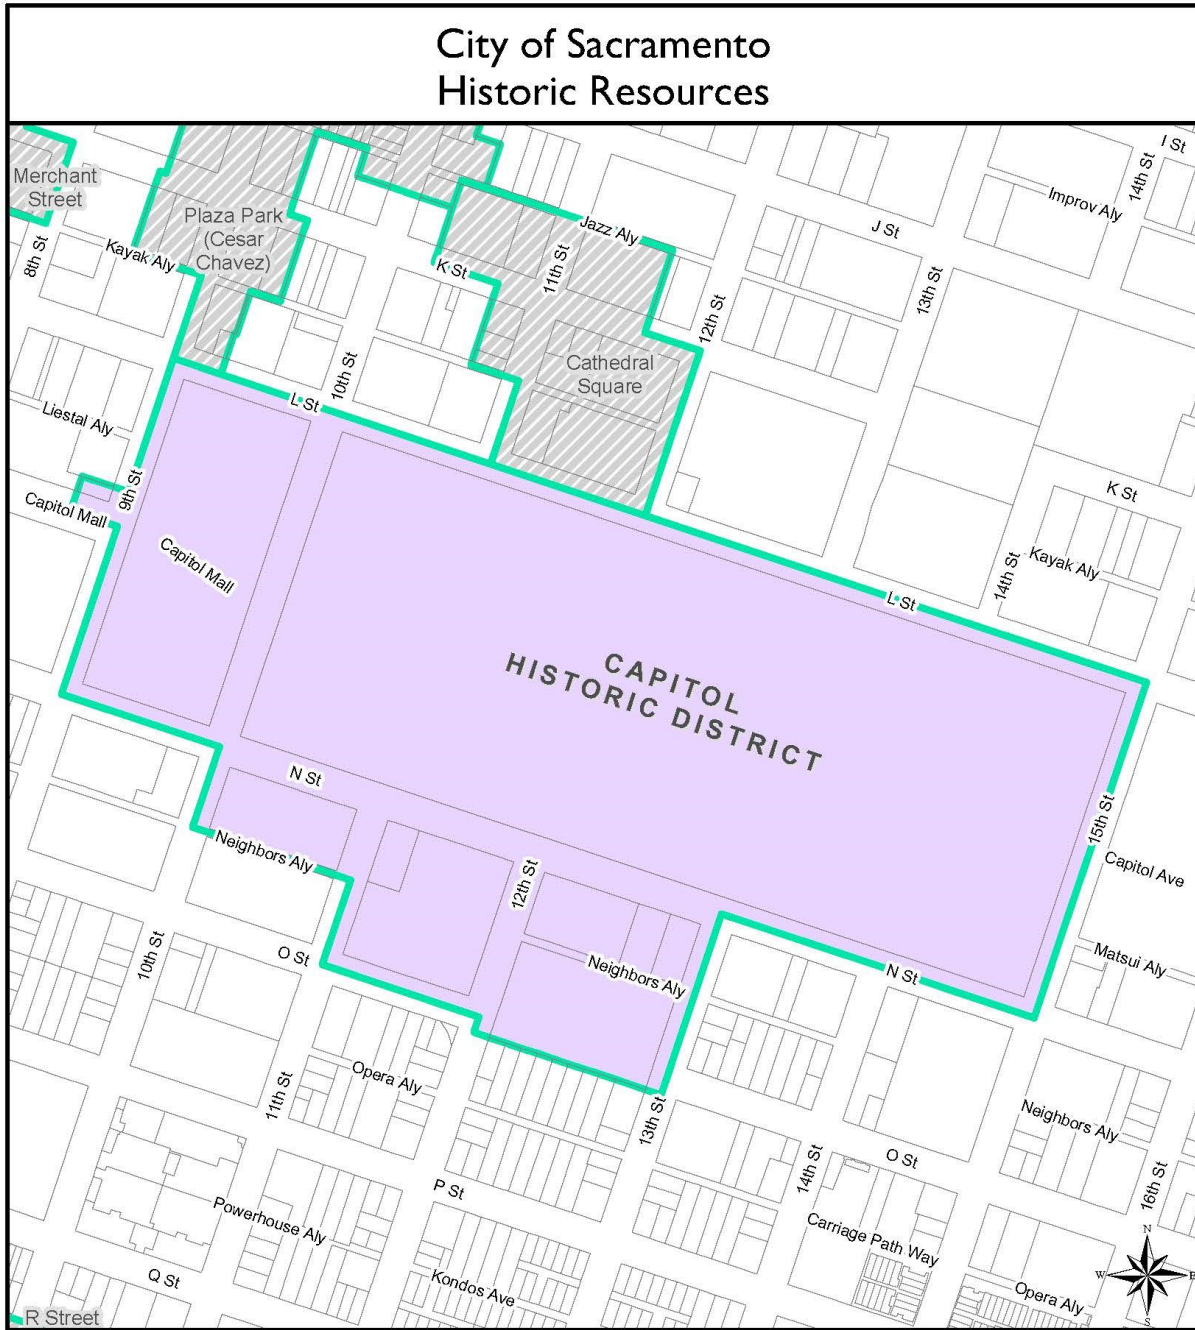 City of Sacramento
Historic Resources
I St
14th St
Merchant
Street
Improv Aly
Plaza Park
(Cesar
Chavez)
Jazz Aly
J St
8th St
Kayak Aly
K St
11th St
13th St
12th St
10th St
Cathedral
Square
L St
Liestal Aly
9th St
K St
Capitol Mall
Capitol Mall
Kayak Aly
14th St
L St
CAPITOL
HISTORIC DISTRICT
N St
15th St
Neighbors Aly
12th St
Capitol Ave
10th St
O St
Neighbors Aly
N St
Matsui Aly
11th St
Opera Aly
13th St
Neighbors Aly
14th St
O St
16th St
P St
Powerhouse Aly
Carriage Path Way
N
W
E
S
Q St
Kondos Ave
Opera Aly
R Street